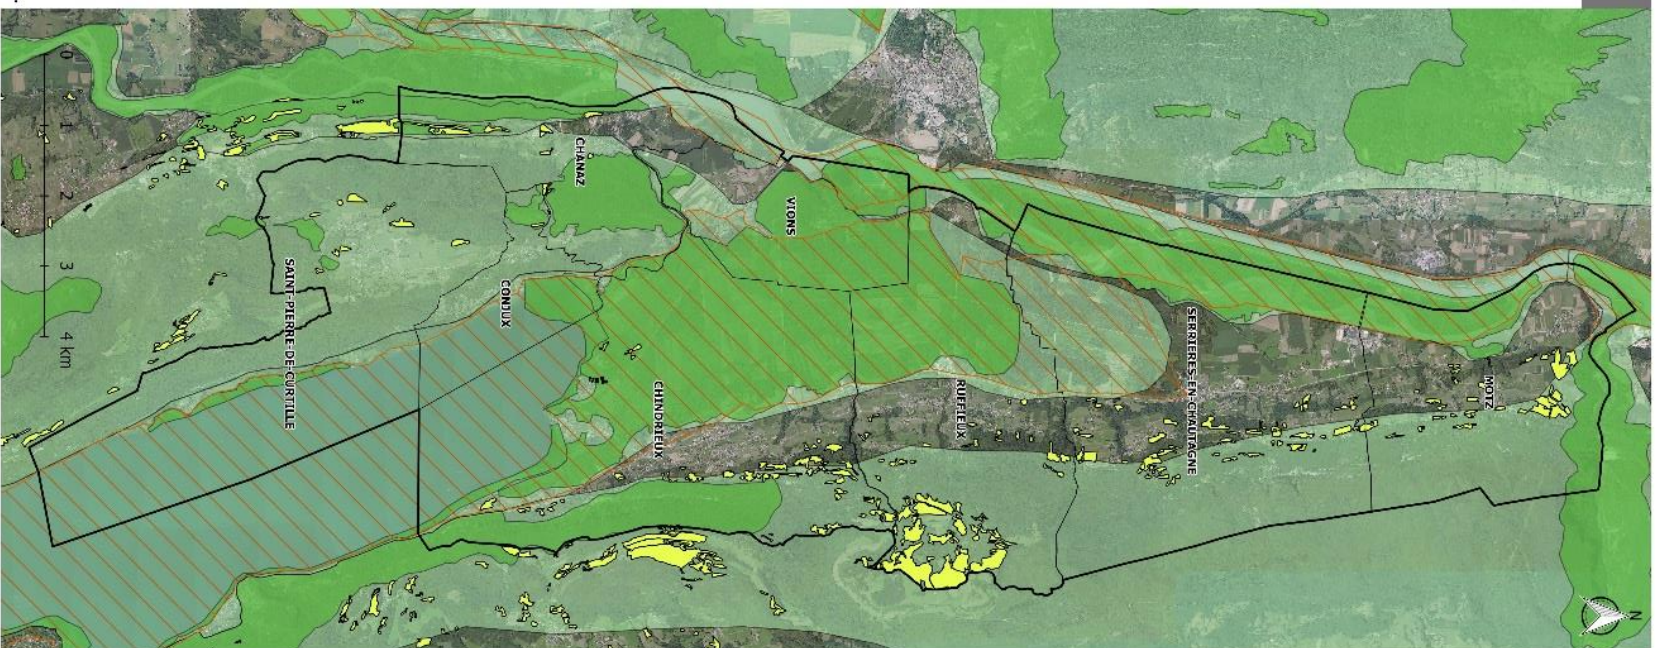 0
1
2
3
4 km
CHANAZ
VIONS
SAINT-PIERRE-DE-CURTILLE
CONJUX
CHINDRIEUX
RUFFIEUX
SERRIERES-EN-CHAUTAGNE
MOTZ
N